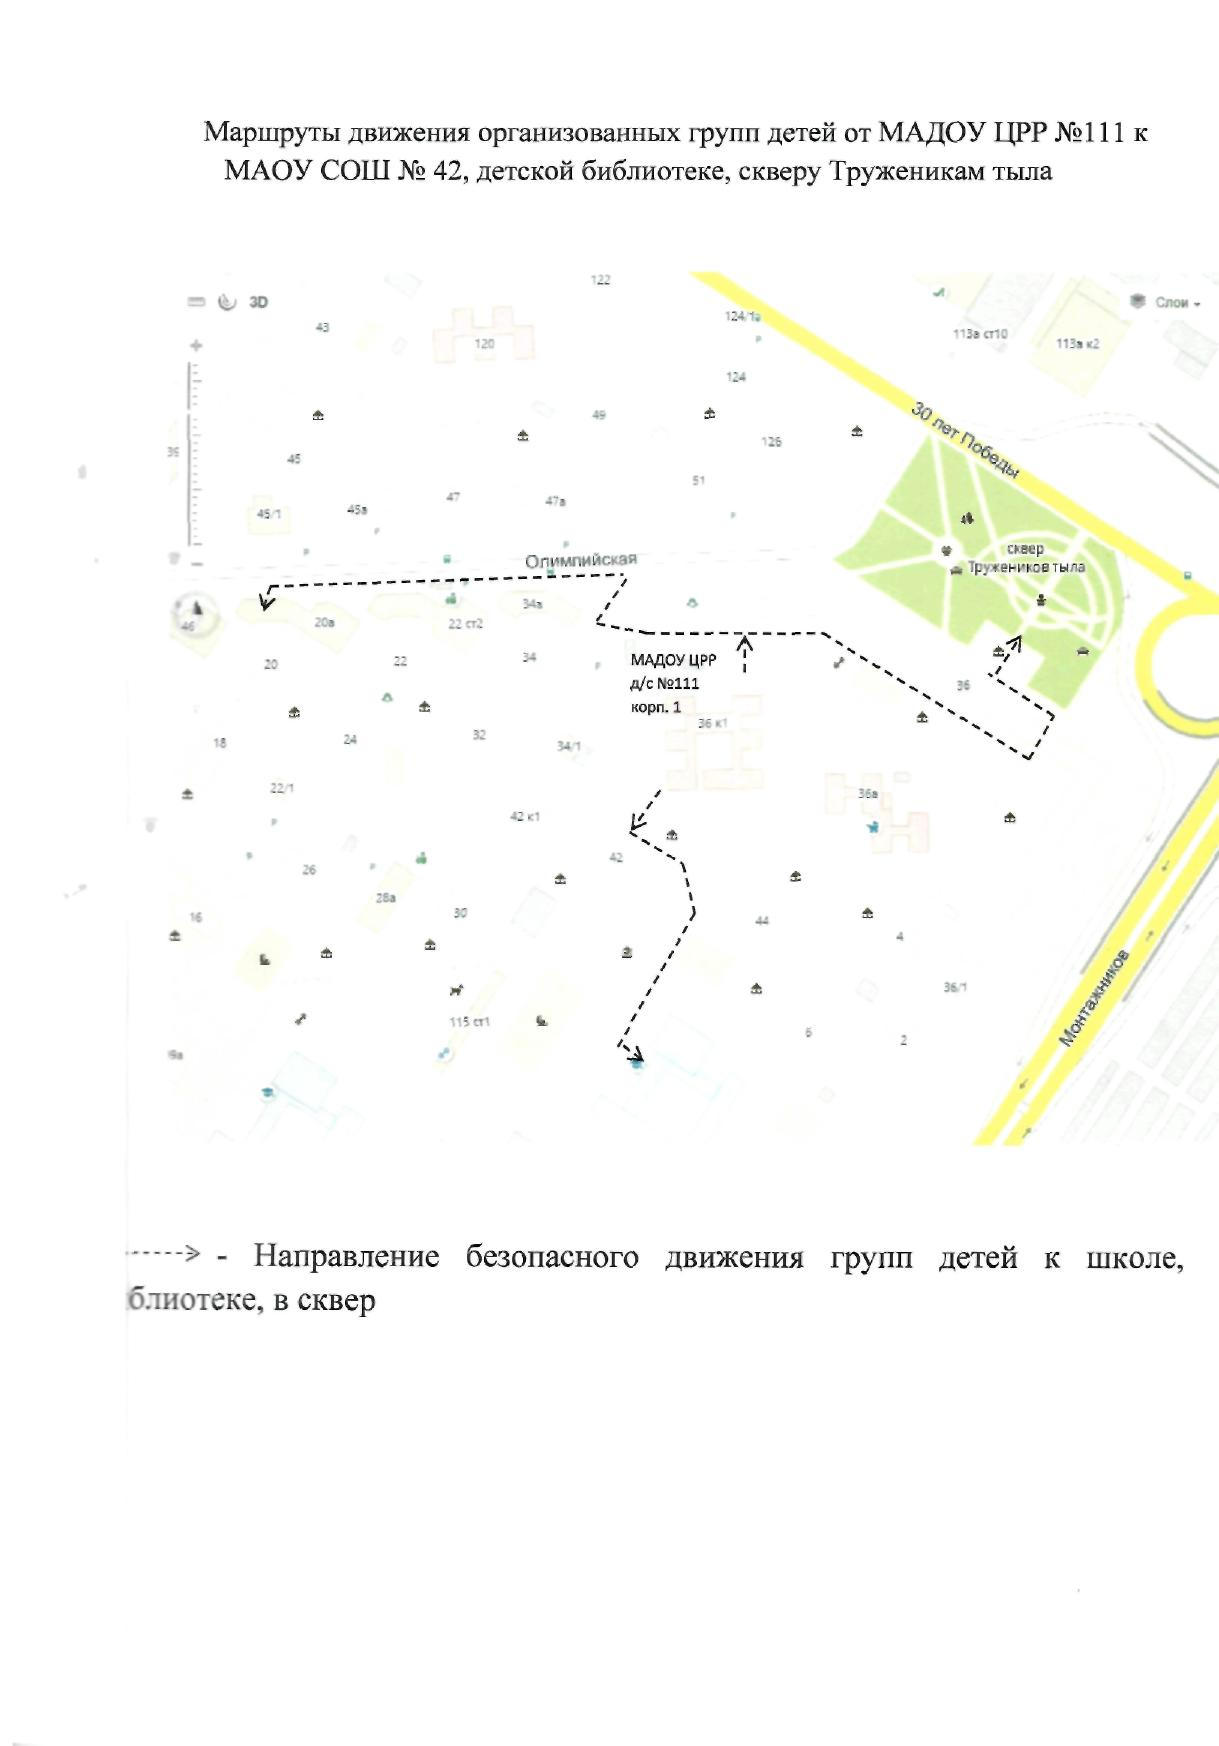 Маршруты движения организованных групп детей от МАДОУ ЦРР №111 к
МАОУ СОШ № 42, детской библиотеке, скверу Труженикам тыла
122
3D
Слои
43
124/1а
113а ст10
120
113а к2
124
30 лет Победы
49
126
39
45
51
47
47а
45/1
45а
Олимпийская
сквер
Тружеников тыла
34а
46
20а
22 ст2
20
22
34
МАДОУ ЦРР
д/с №111
корп. 1
36
36 к1
18
24
32
34/1
22/1
36а
42 к1
42
26
28а
16
30
44
4
Монтажников
36/1
115 ст1
6
2
9а
- Направление безопасного движения групп детей к школе,
блиотеке, в сквер